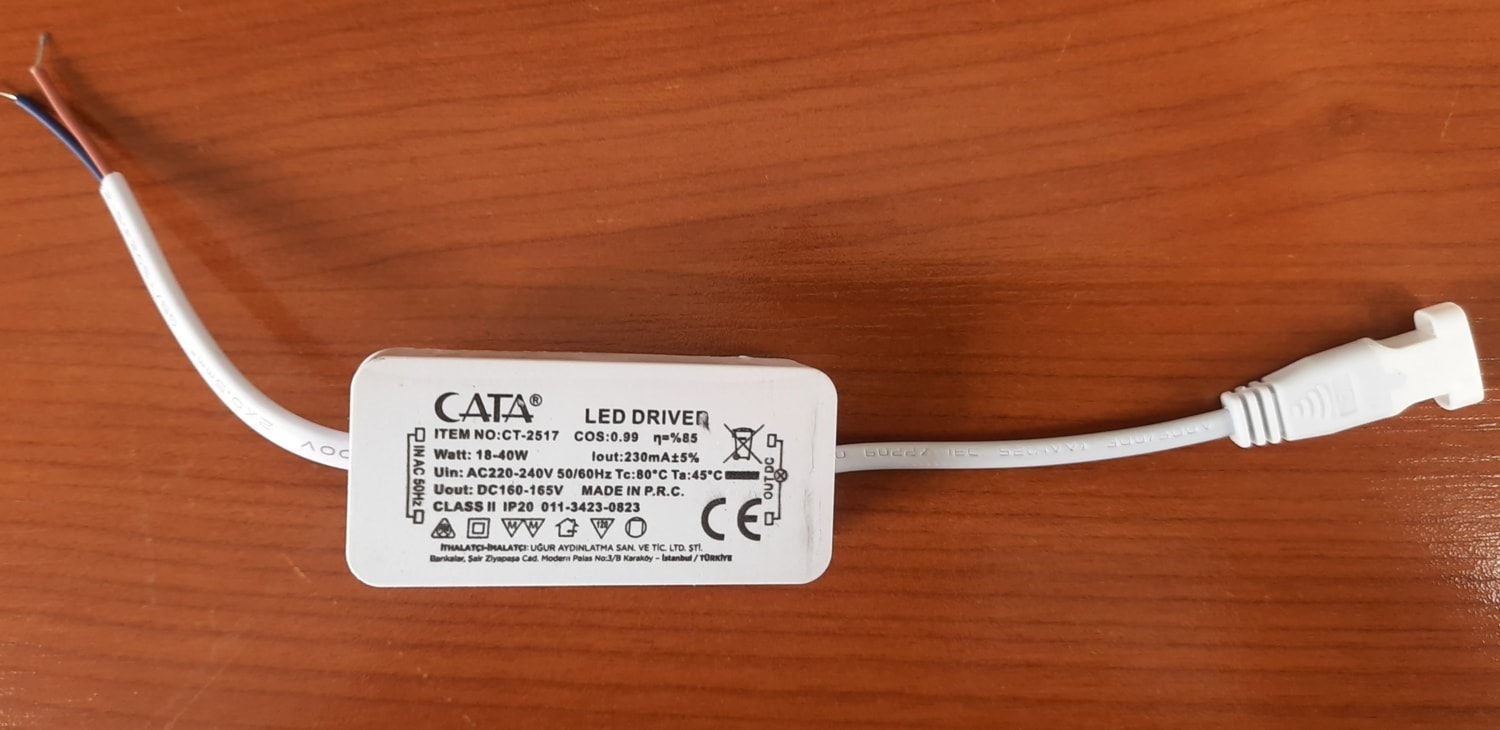 CATA®
LED DRIVER
ITEM NO:CT-2517 COS:0.99 η=%85
Watt: 18-40W Iout:230mA±5%
Uin: AC220-240V 50/60Hz Tc:80°C Ta:45°C
Uout: DC160-165V MADE IN P.R.C.
CLASS II IP20 011-3423-0823
IN AC 50Hz
OUT DC
CE
M M
İTHALATÇI-İMALATÇI: UĞUR AYDINLATMA SAN. VE TİC. LTD. ŞTİ.
Bankalar, Şair Ziyapaşa Cad. Modern Palas No:3/B Karaköy – İstanbul / TÜRKİYE